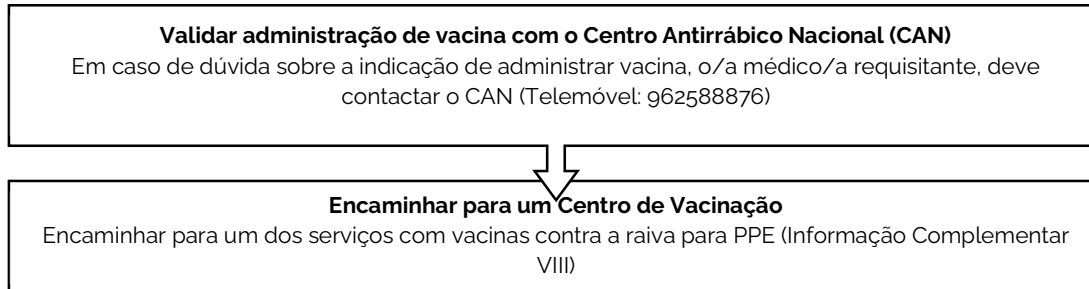 Validar administração de vacina com o Centro Antirrábico Nacional (CAN)
Em caso de dúvida sobre a indicação de administrar vacina, o/a médico/a requisitante, deve
contactar o CAN (Telemóvel: 962588876)
Encaminhar para um Centro de Vacinação
Encaminhar para um dos serviços com vacinas contra a raiva para PPE (Informação Complementar
VIII)